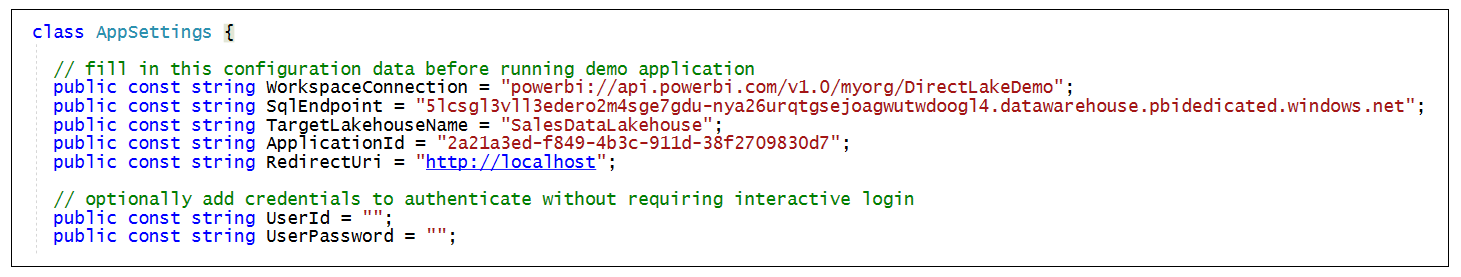 class AppSettings {
// fill in this configuration data before running demo application
public const string WorkspaceConnection = "powerbi://api.powerbi.com/v1.0/myorg/DirectLakeDemo";
public const string SqlEndpoint = "5lcsgl3vll3edero2m4sge7gdu-nya26urqtgsejoagwutwdoogl4.datawarehouse.pbidedicated.windows.net";
public const string TargetLakehouseName = "SalesDataLakehouse";
public const string ApplicationId = "2a21a3ed-f849-4b3c-911d-38f2709830d7";
public const string RedirectUri = "http://localhost";
// optionally add credentials to authenticate without requiring interactive login
public const string UserId = "";
public const string UserPassword = "";